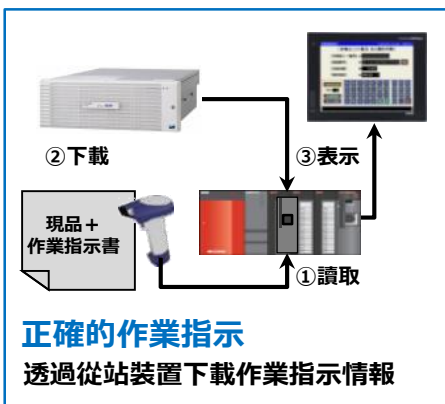 ②下載
③表示
現品＋
作業指示書
①讀取
正確的作業指示
透過從站裝置下載作業指示情報